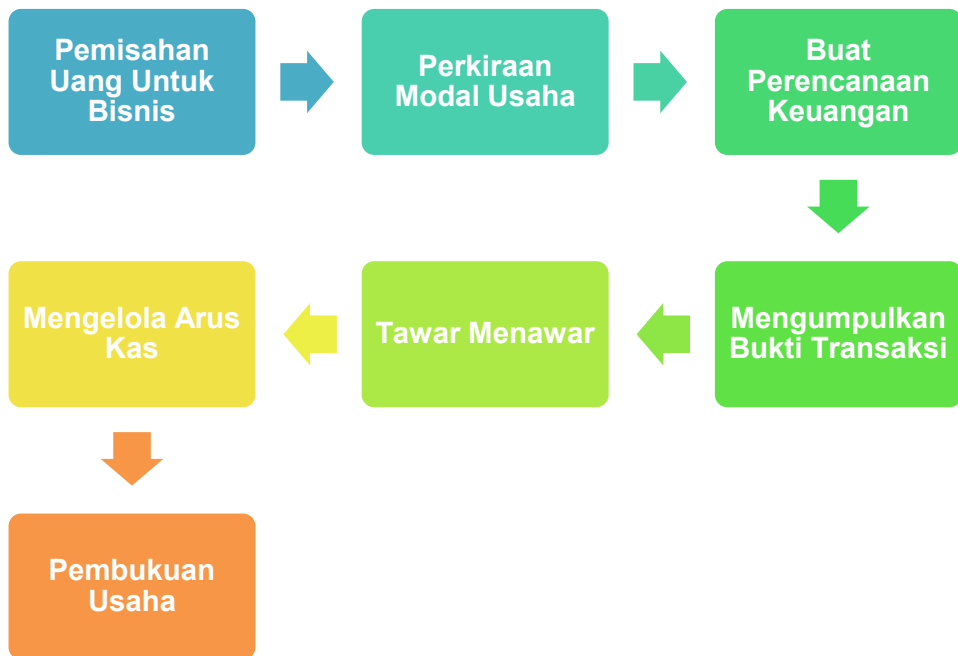 Pemisahan
Uang Untuk
Bisnis
Perkiraan
Modal Usaha
Buat
Perencanaan
Keuangan
Mengumpulkan
Bukti Transaksi
Tawar Menawar
Mengelola Arus
Kas
Pembukuan
Usaha